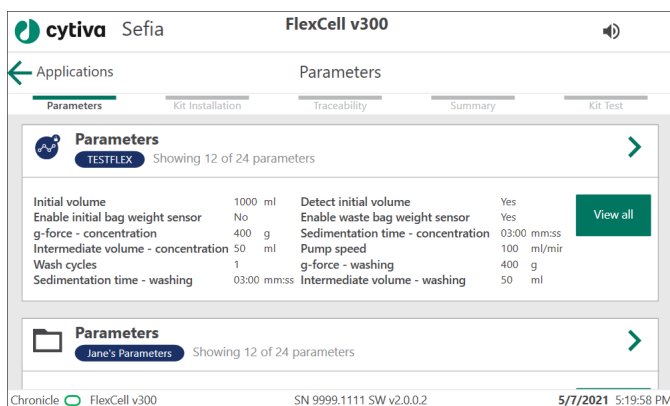 cytiva Sefia FlexCell v300
Applications Parameters
Parameters Kit Installation Traceability Summary Kit Test
Parameters
TESTFLEX Showing 12 of 24 parameters
Initial volume 1000 ml Detect initial volume Yes
Enable initial bag weight sensor No Enable waste bag weight sensor Yes
g-force - concentration 400 g Sedimentation time - concentration 03:00 mm:ss
Intermediate volume - concentration 50 ml Pump speed 100 ml/mir
Wash cycles 1 g-force - washing 400 g
Sedimentation time - washing 03:00 mm:ss Intermediate volume - washing 50 ml
View all
Parameters
Jane's Parameters Showing 12 of 24 parameters
Chronicle FlexCell v300 SN 9999.1111 SW v2.0.0.2 5/7/2021 5:19:58 PM